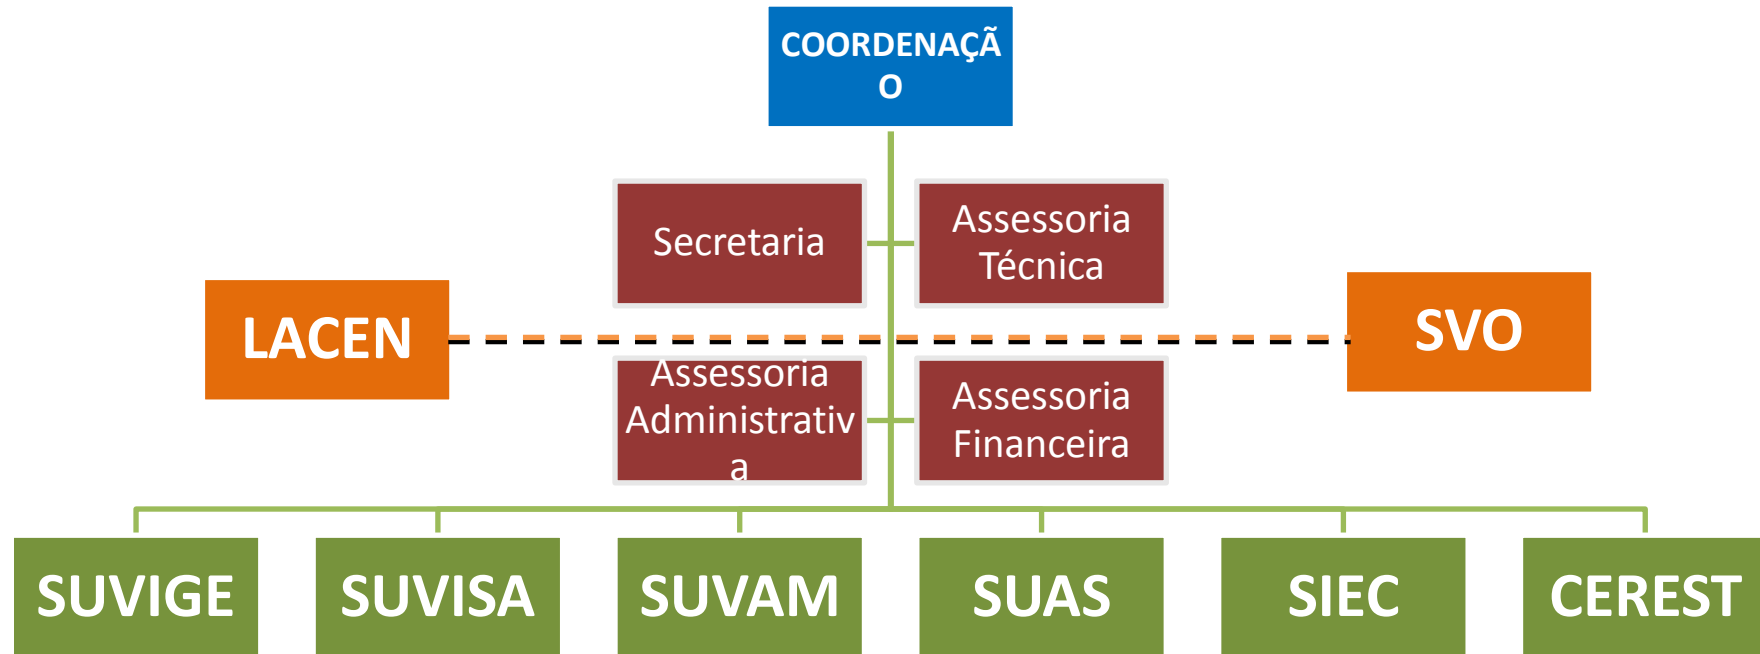 COORDENAÇÃ
O
Secretaria
Assessoria
Técnica
LACEN
SVO
Assessoria
Administrativ
a
Assessoria
Financeira
SUVIGE
SUVISA
SUVAM
SUAS
SIEC
CEREST